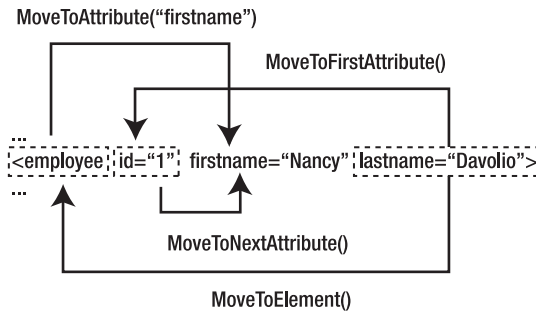 MoveToAttribute(“firstname”)
MoveToFirstAttribute()
...
<employee id=“1” firstname=“Nancy” lastname=“Davolio”>
...
MoveToNextAttribute()
MoveToElement()